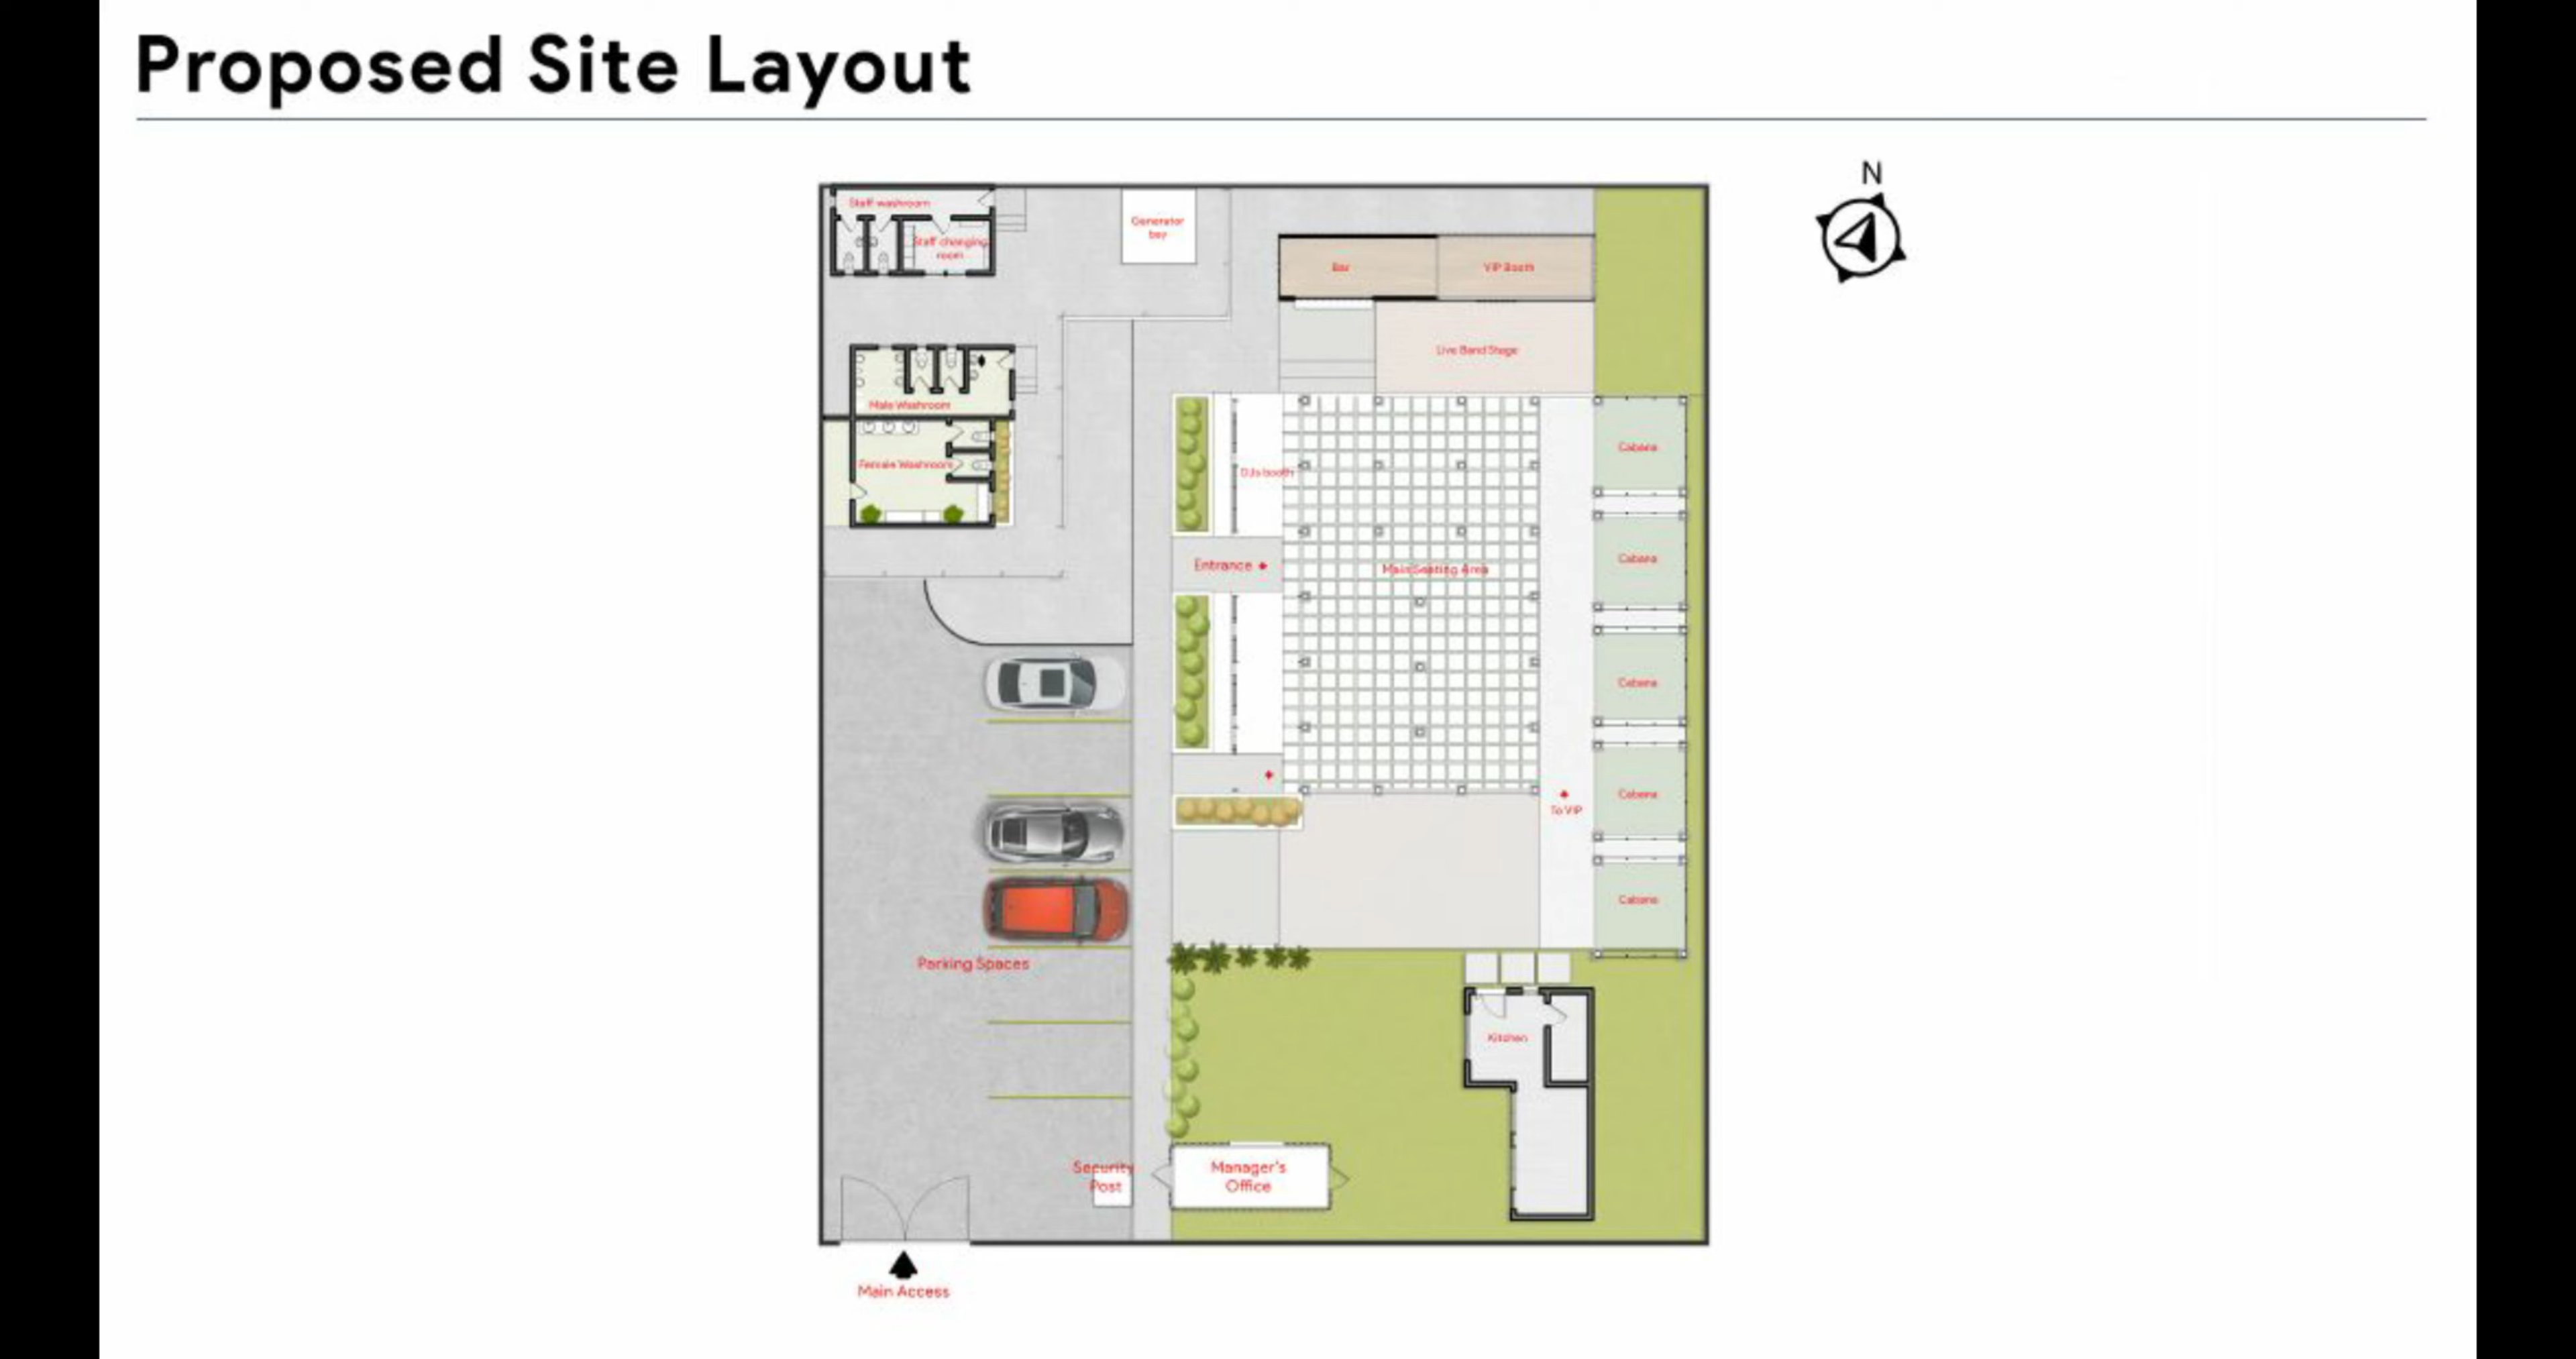 Proposed Site Layout
N
Staff washroom
Staff changing
room
Generator
bay
Bar
VIP Booth
Live Band Stage
Male Washroom
Female Washroom
DJs booth
Entrance
Main Seating Area
Cabana
Cabana
Cabana
Cabana
Cabana
To VIP
Parking Spaces
Kitchen
Security
Post
Manager's
Office
Main Access